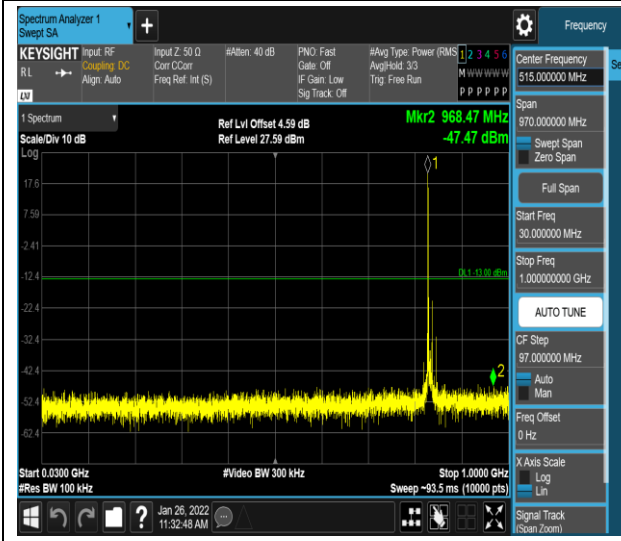 Spectrum Analyzer 1
Swept SA
+
Frequency
KEYSIGHT
RL
Input: RF
Coupling: DC
Align: Auto
Input Z: 50 Ω
Corr CCorr
Freq Ref: Int (S)
#Atten: 40 dB
PNO: Fast
Gate: Off
IF Gain: Low
Sig Track: Off
#Avg Type: Power (RMS
Avg|Hold: 3/3
Trig: Free Run
1 2 3 4 5 6
M W W W W W
P P P P P P
LXI
1 Spectrum
Scale/Div 10 dB
Log
Ref Lvl Offset 4.59 dB
Ref Level 27.59 dBm
Mkr2 968.47 MHz
-47.47 dBm
1
17.6
7.59
-2.41
-12.4
DL1 -13.00 dBm
-22.4
-32.4
-42.4
2
-52.4
-62.4
Start 0.0300 GHz
#Res BW 100 kHz
#Video BW 300 kHz
Stop 1.0000 GHz
Sweep ~93.5 ms (10000 pts)
?
Jan 26, 2022
11:32:48 AM
Center Frequency
515.000000 MHz
Se
Span
970.000000 MHz
Swept Span
Zero Span
Full Span
Start Freq
30.000000 MHz
Stop Freq
1.000000000 GHz
AUTO TUNE
CF Step
97.000000 MHz
Auto
Man
Freq Offset
0 Hz
X Axis Scale
Log
Lin
Signal Track
(Span Zoom)